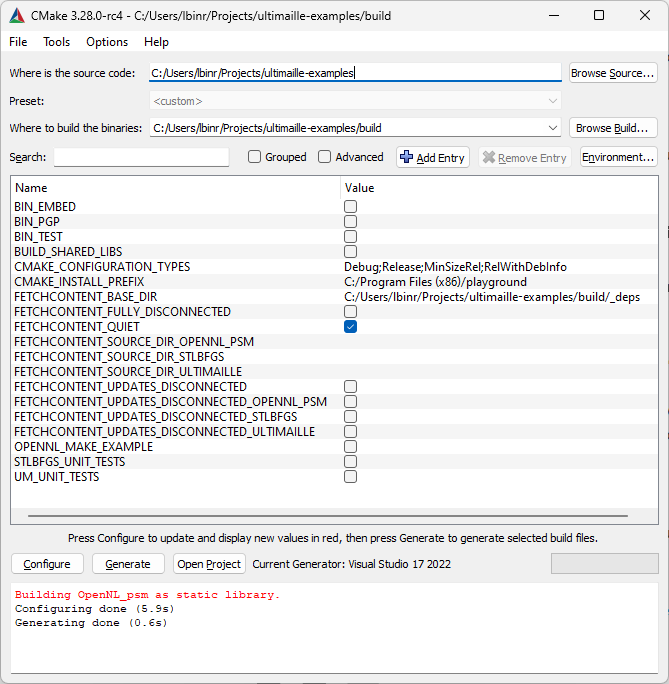 CMake 3.28.0-rc4 - C:/Users/lbinr/Projects/ultimaille-examples/build
File Tools Options Help
Where is the source code: C:/Users/lbinr/Projects/ultimaille-examples Browse Source...
Preset: <custom>
Where to build the binaries: C:/Users/lbinr/Projects/ultimaille-examples/build Browse Build...
Search: Grouped Advanced Add Entry Remove Entry Environment...
Name Value
BIN_EMBED
BIN_PGP
BIN_TEST
BUILD_SHARED_LIBS
CMAKE_CONFIGURATION_TYPES Debug;Release;MinSizeRel;RelWithDebInfo
CMAKE_INSTALL_PREFIX C:/Program Files (x86)/playground
FETCHCONTENT_BASE_DIR C:/Users/lbinr/Projects/ultimaille-examples/build/_deps
FETCHCONTENT_FULLY_DISCONNECTED
FETCHCONTENT_QUIET
FETCHCONTENT_SOURCE_DIR_OPENNL_PSM
FETCHCONTENT_SOURCE_DIR_STLBFGS
FETCHCONTENT_SOURCE_DIR_ULTIMAILLE
FETCHCONTENT_UPDATES_DISCONNECTED
FETCHCONTENT_UPDATES_DISCONNECTED_OPENNL_PSM
FETCHCONTENT_UPDATES_DISCONNECTED_STLBFGS
FETCHCONTENT_UPDATES_DISCONNECTED_ULTIMAILLE
OPENNL_MAKE_EXAMPLE
STLBFGS_UNIT_TESTS
UM_UNIT_TESTS
Press Configure to update and display new values in red, then press Generate to generate selected build files.
Configure Generate Open Project Current Generator: Visual Studio 17 2022
Building OpenNL_psm as static library.
Configuring done (5.9s)
Generating done (0.6s)